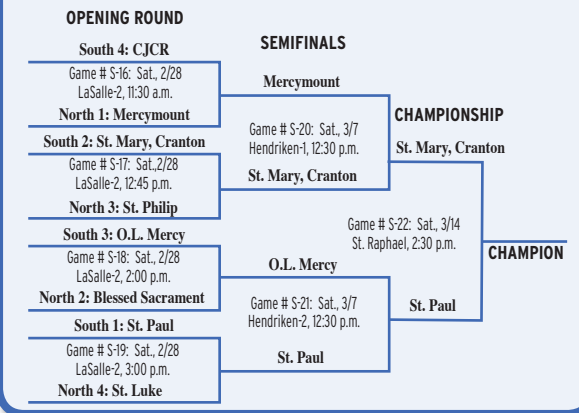 OPENING ROUND
South 4: CJCR
Game # S-16: Sat., 2/28
LaSalle-2, 11:30 a.m.
North 1: Mercymount
South 2: St. Mary, Cranton
Game # S-17: Sat.,2/28
LaSalle-2, 12:45 p.m.
North 3: St. Philip
South 3: O.L. Mercy
Game # S-18: Sat., 2/28
LaSalle-2, 2:00 p.m.
North 2: Blessed Sacrament
South 1: St. Paul
Game # S-19: Sat., 2/28
LaSalle-2, 3:00 p.m.
North 4: St. Luke
SEMIFINALS
Mercymount
Game # S-20: Sat., 3/7
Hendriken-1, 12:30 p.m.
St. Mary, Cranton
O.L. Mercy
Game # S-21: Sat., 3/7
Hendriken-2, 12:30 p.m.
St. Paul
CHAMPIONSHIP
St. Mary, Cranton
Game # S-22: Sat., 3/14
St. Raphael, 2:30 p.m.
St. Paul
CHAMPION